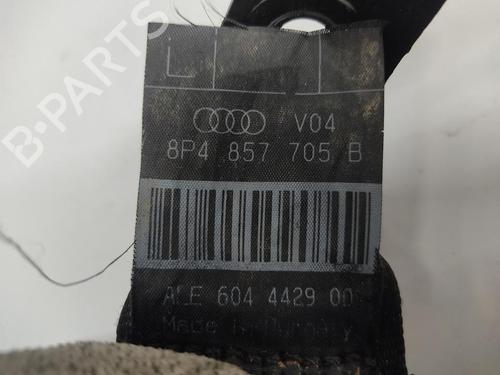 L
V04
8P4 857 705 B
ALE 604 4429 00
Made in Hungary
B-PARTS